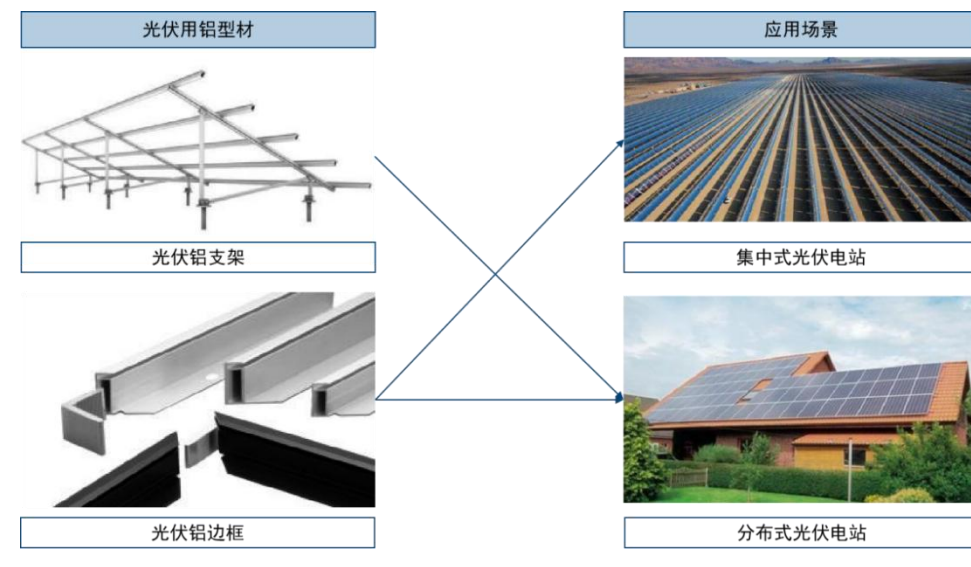 光伏用铝型材
应用场景
光伏铝支架
集中式光伏电站
光伏铝边框
分布式光伏电站